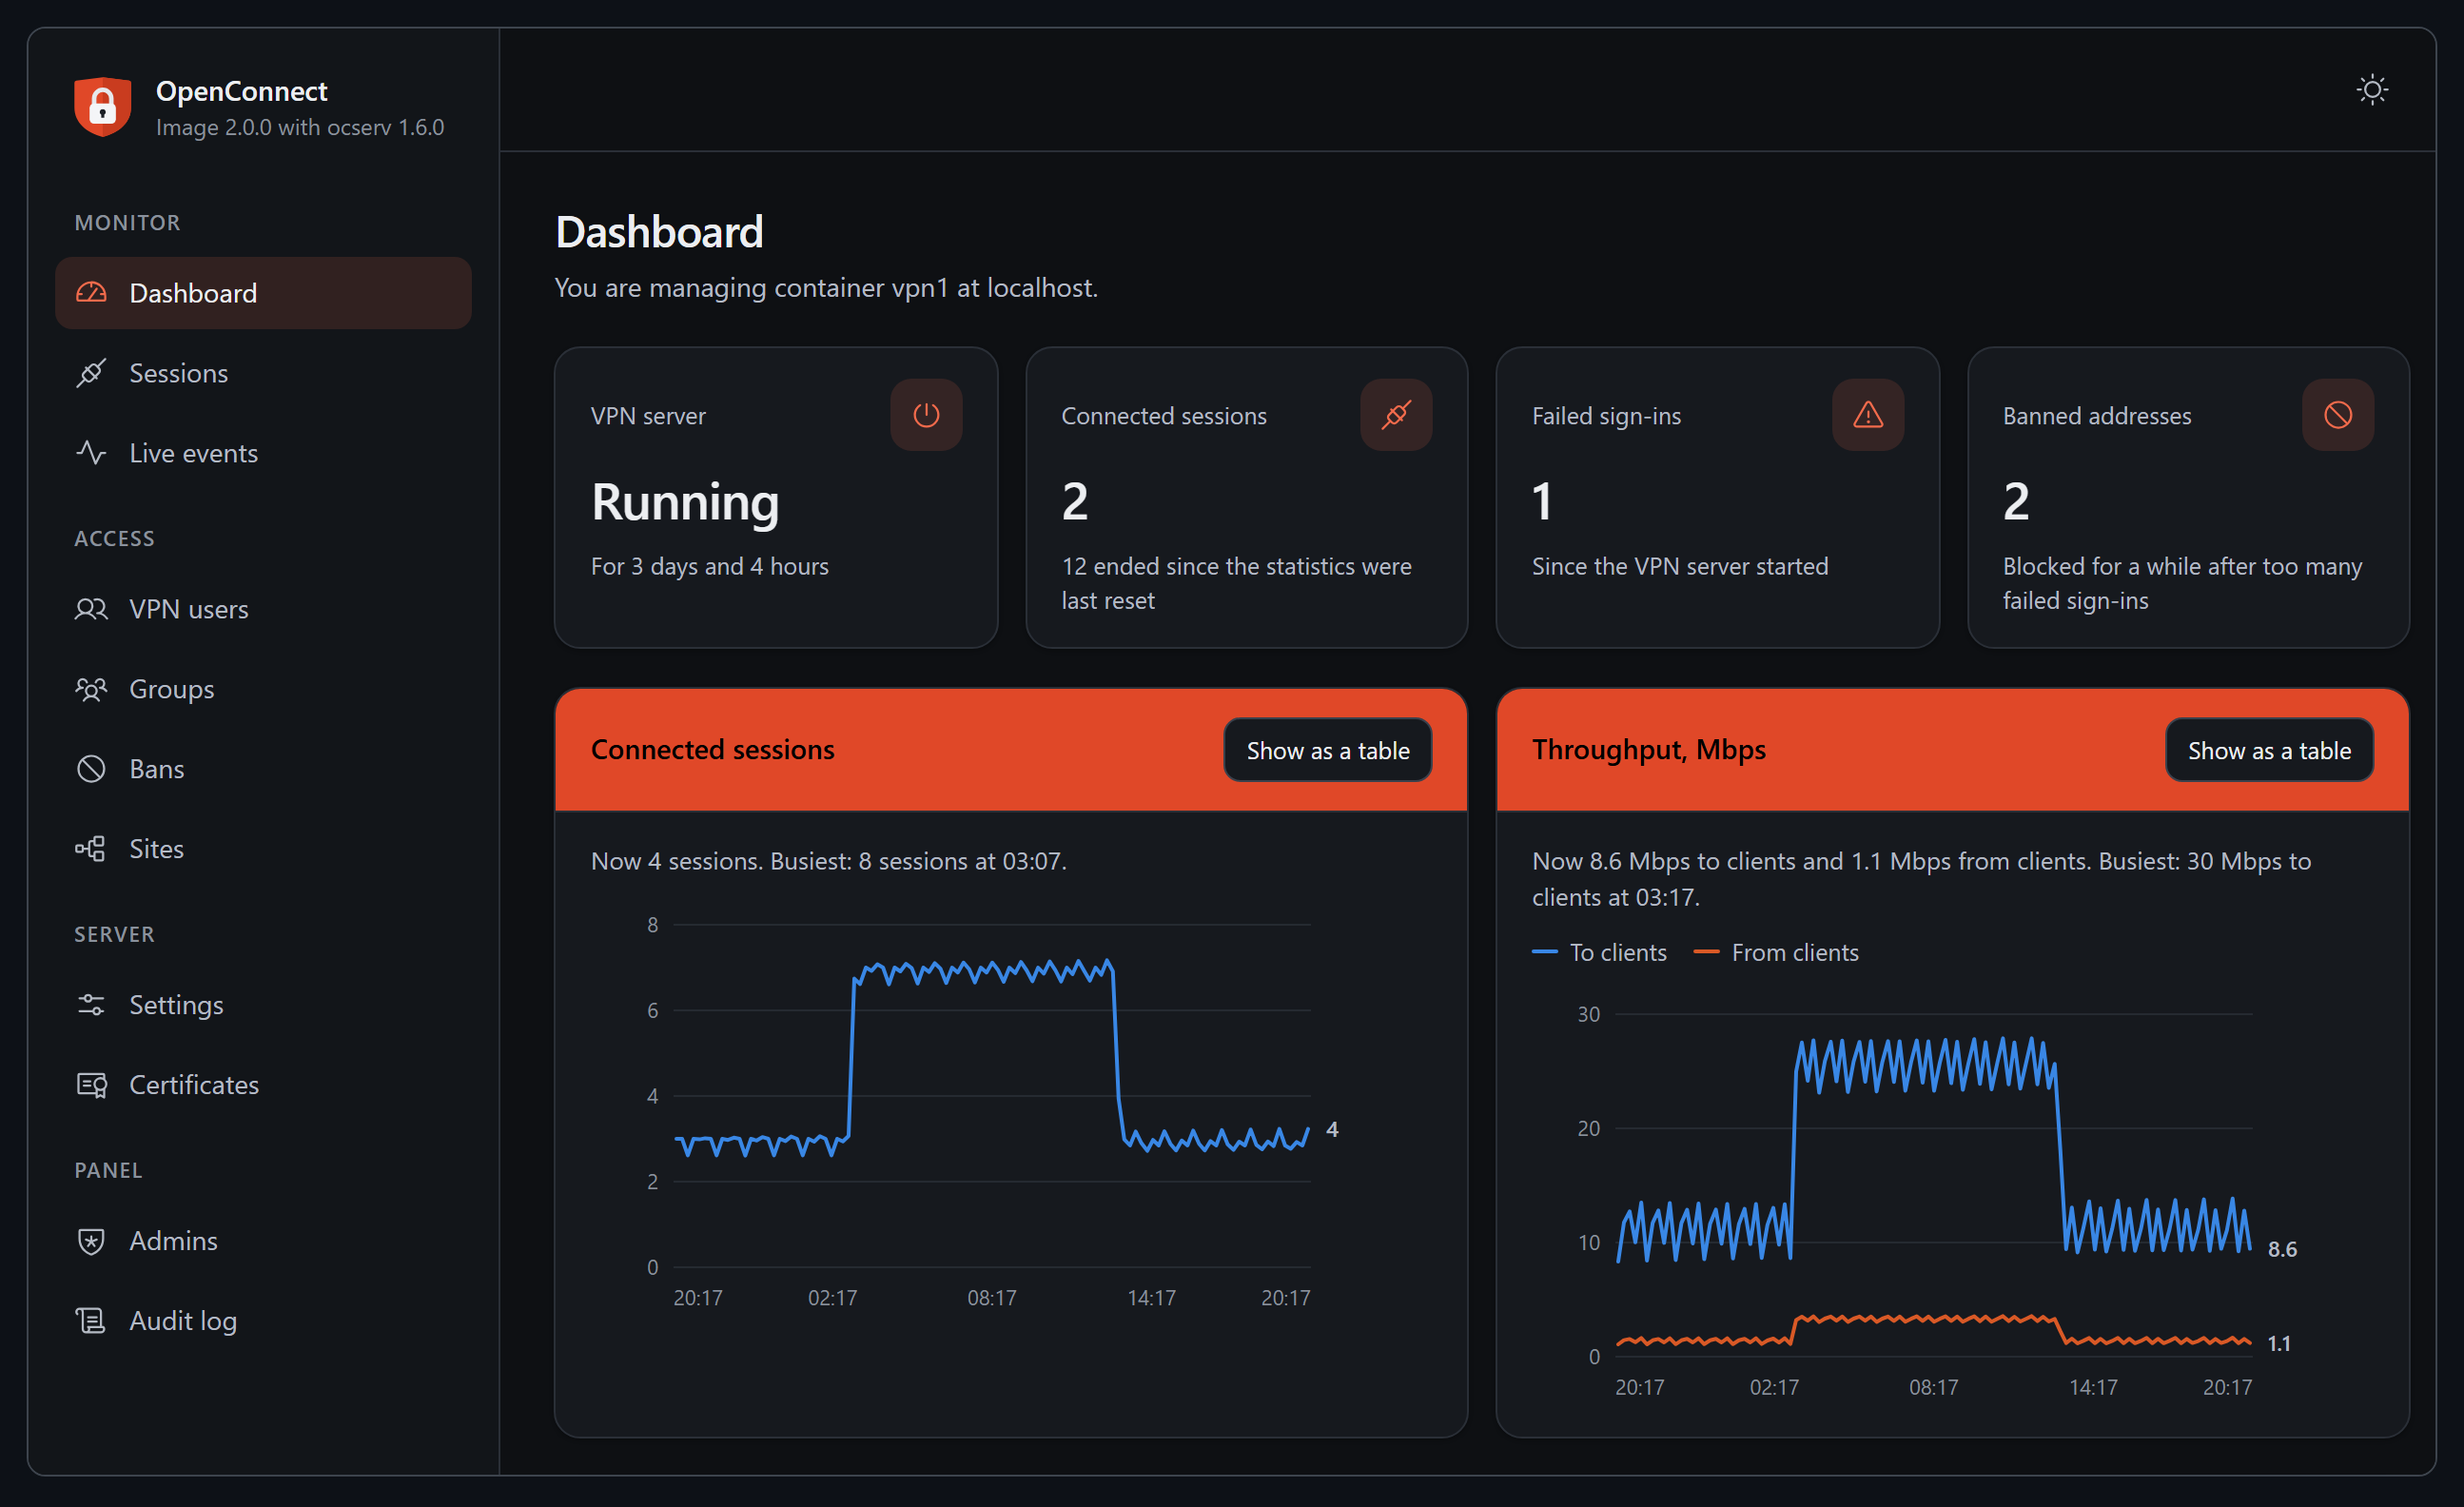 OpenConnect
Image 2.0.0 with ocserv 1.6.0
MONITOR
Dashboard
Sessions
Live events
ACCESS
VPN users
Groups
Bans
Sites
SERVER
Settings
Certificates
PANEL
Admins
Audit log
Dashboard
You are managing container vpn1 at localhost.
VPN server
Running
For 3 days and 4 hours
Connected sessions
2
12 ended since the statistics were
last reset
Failed sign-ins
1
Since the VPN server started
Banned addresses
2
Blocked for a while after too many
failed sign-ins
Connected sessions
Show as a table
Now 4 sessions. Busiest: 8 sessions at 03:07.
8
6
4
2
0
4
20:17 02:17 08:17 14:17 20:17
Throughput, Mbps
Show as a table
Now 8.6 Mbps to clients and 1.1 Mbps from clients. Busiest: 30 Mbps to
clients at 03:17.
To clients From clients
30
20
10
0
8.6
1.1
20:17 02:17 08:17 14:17 20:17